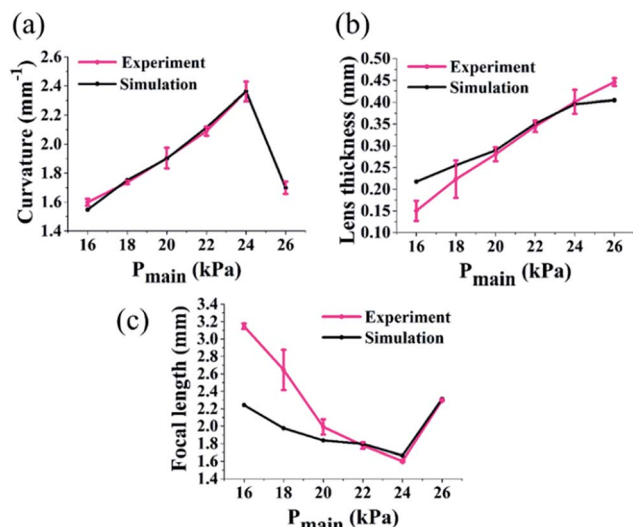 (a)
Experiment
Simulation
Curvature (mm⁻¹)
2.6
2.4
2.2
2.0
1.8
1.6
1.4
16 18 20 22 24 26
Pmain (kPa)
(b)
Experiment
Simulation
Lens thickness (mm)
0.50
0.45
0.40
0.35
0.30
0.25
0.20
0.15
0.10
16 18 20 22 24 26
Pmain (kPa)
(c)
Experiment
Simulation
Focal length (mm)
3.4
3.2
3.0
2.8
2.6
2.4
2.2
2.0
1.8
1.6
1.4
16 18 20 22 24 26
Pmain (kPa)